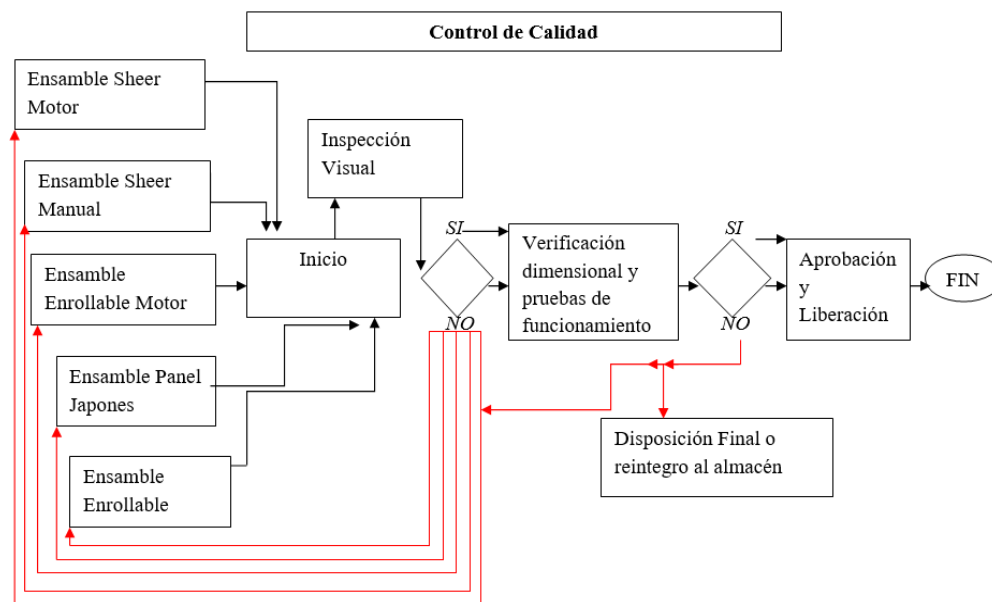 Control de Calidad
Ensamble Sheer
Motor
Inspección
Visual
Ensamble Sheer
Manual
Inicio
SI
Verificación
dimensional y
pruebas de
funcionamiento
SI
Aprobación
y
Liberación
FIN
Ensamble
Enrollable Motor
NO
NO
Ensamble Panel
Japones
Disposición Final o
reintegro al almacén
Ensamble
Enrollable